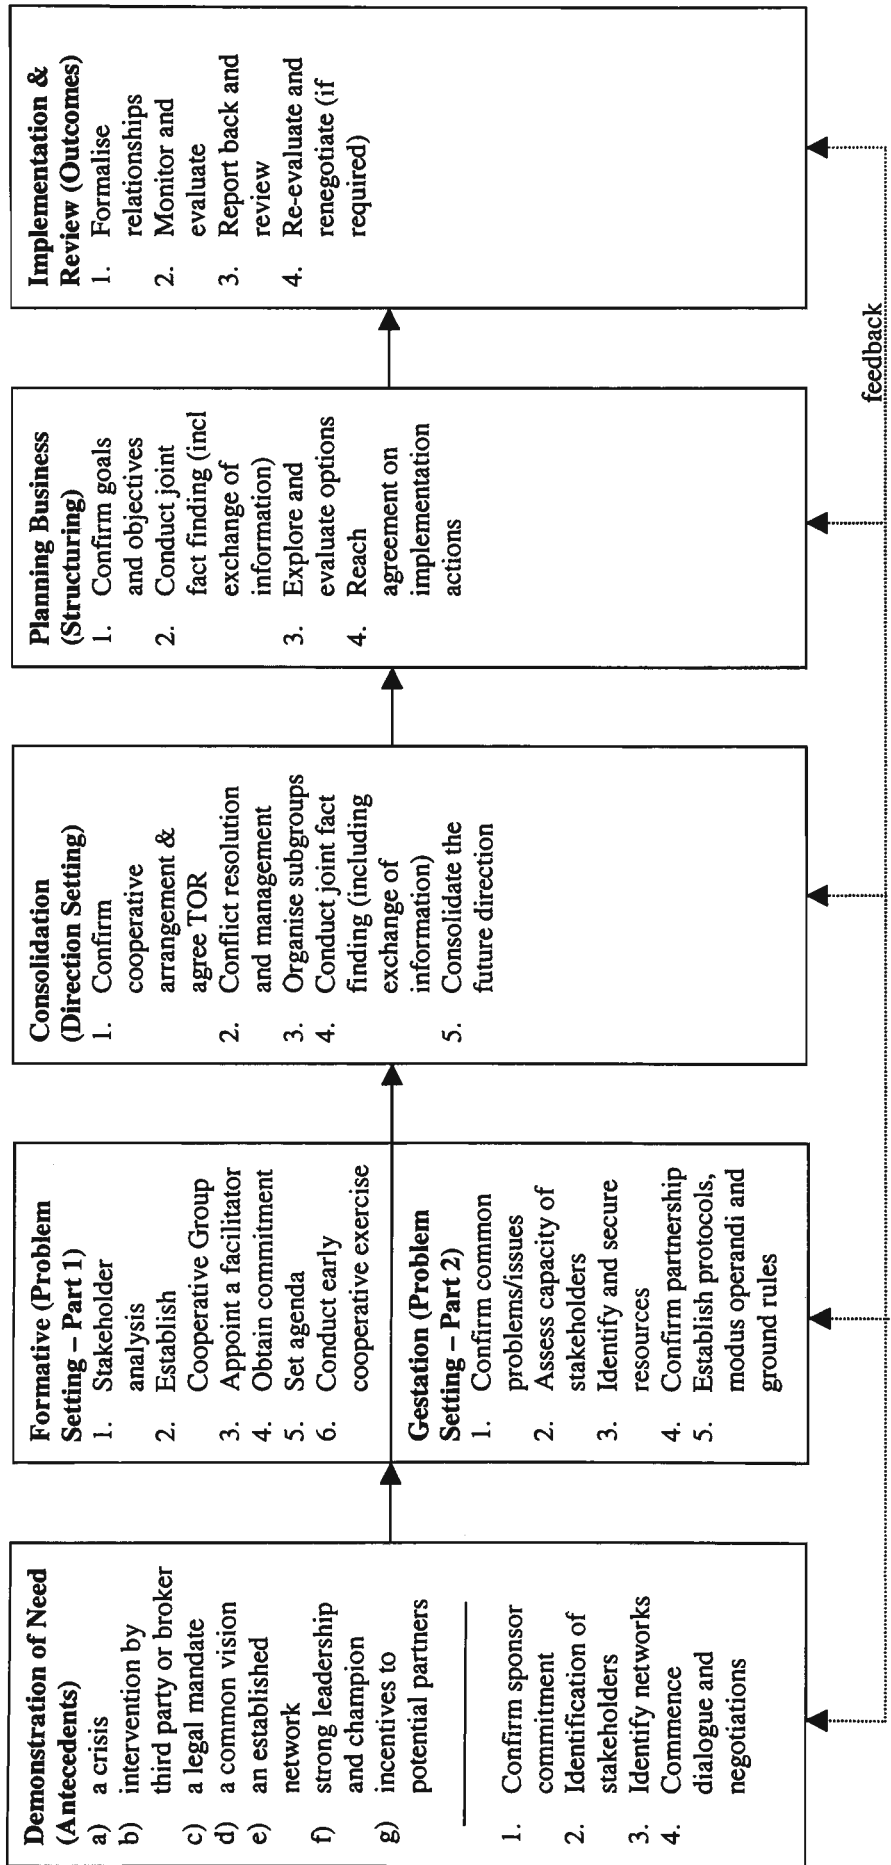 Demonstration of Need
(Antecedents)
a) a crisis
b) intervention by
third party or broker
c) a legal mandate
d) a common vision
e) an established
network
f) strong leadership
and champion
g) incentives to
potential partners
1. Confirm sponsor
commitment
2. Identification of
stakeholders
3. Identify networks
4. Commence
dialogue and
negotiations
Formative (Problem
Setting – Part 1)
1. Stakeholder
analysis
2. Establish
Cooperative Group
3. Appoint a facilitator
4. Obtain commitment
5. Set agenda
6. Conduct early
cooperative exercise
Gestation (Problem
Setting – Part 2)
1. Confirm common
problems/issues
2. Assess capacity of
stakeholders
3. Identify and secure
resources
4. Confirm partnership
5. Establish protocols,
modus operandi and
ground rules
Consolidation
(Direction Setting)
1. Confirm
cooperative
arrangement &
agree TOR
2. Conflict resolution
and management
3. Organise subgroups
4. Conduct joint fact
finding (including
exchange of
information)
5. Consolidate the
future direction
Planning Business
(Structuring)
1. Confirm goals
and objectives
2. Conduct joint
fact finding (incl
exchange of
information)
3. Explore and
evaluate options
4. Reach
agreement on
implementation
actions
Implementation &
Review (Outcomes)
1. Formalise
relationships
2. Monitor and
evaluate
3. Report back and
review
4. Re-evaluate and
renegotiate (if
required)
feedback